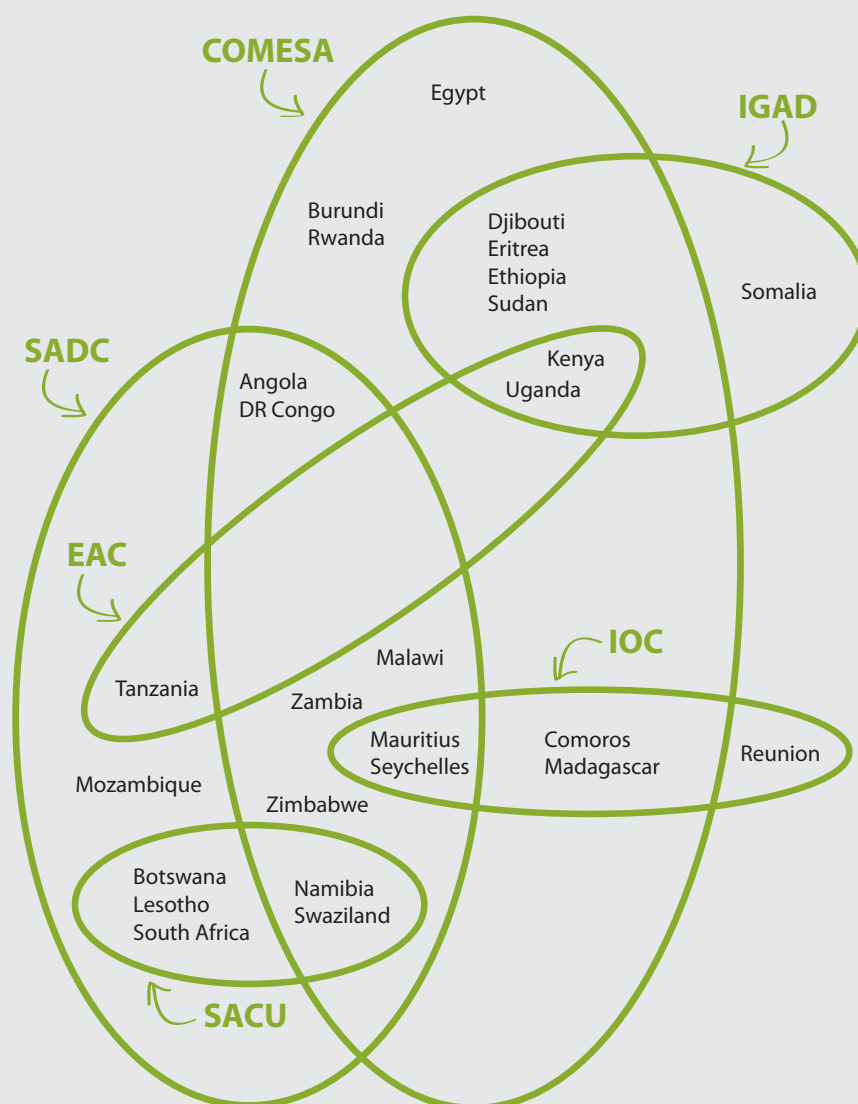 COMESA
Egypt
IGAD
Burundi
Rwanda
Djibouti
Eritrea
Ethiopia
Sudan
Somalia
SADC
Kenya
Uganda
Angola
DR Congo
EAC
IOC
Malawi
Tanzania
Zambia
Mauritius
Seychelles
Comoros
Madagascar
Reunion
Mozambique
Zimbabwe
Botswana
Lesotho
South Africa
Namibia
Swaziland
SACU